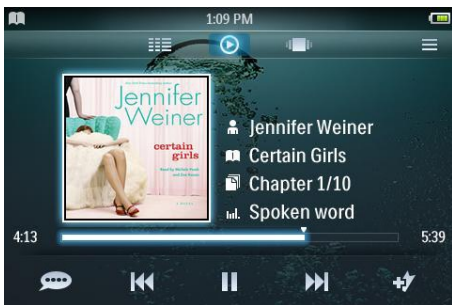 1:09 PM
Jennifer
Weiner
certain
girls
A NOVEL
Jennifer Weiner
Certain Girls
Chapter 1/10
Spoken word
4:13
5:39